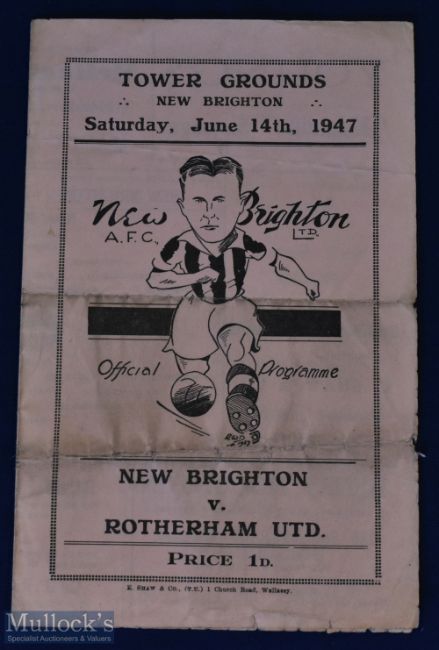 TOWER GROUNDS
NEW BRIGHTON
Saturday, June 14th, 1947
New Brighton
A.F.C., LTD.
Official Programme
NEW BRIGHTON
v.
ROTHERHAM UTD.
PRICE 1D.
E. SHAW & CO., (T.U.) 1 Church Road, Wallasey.
Mullock's
Specialist Auctioneers & Valuers